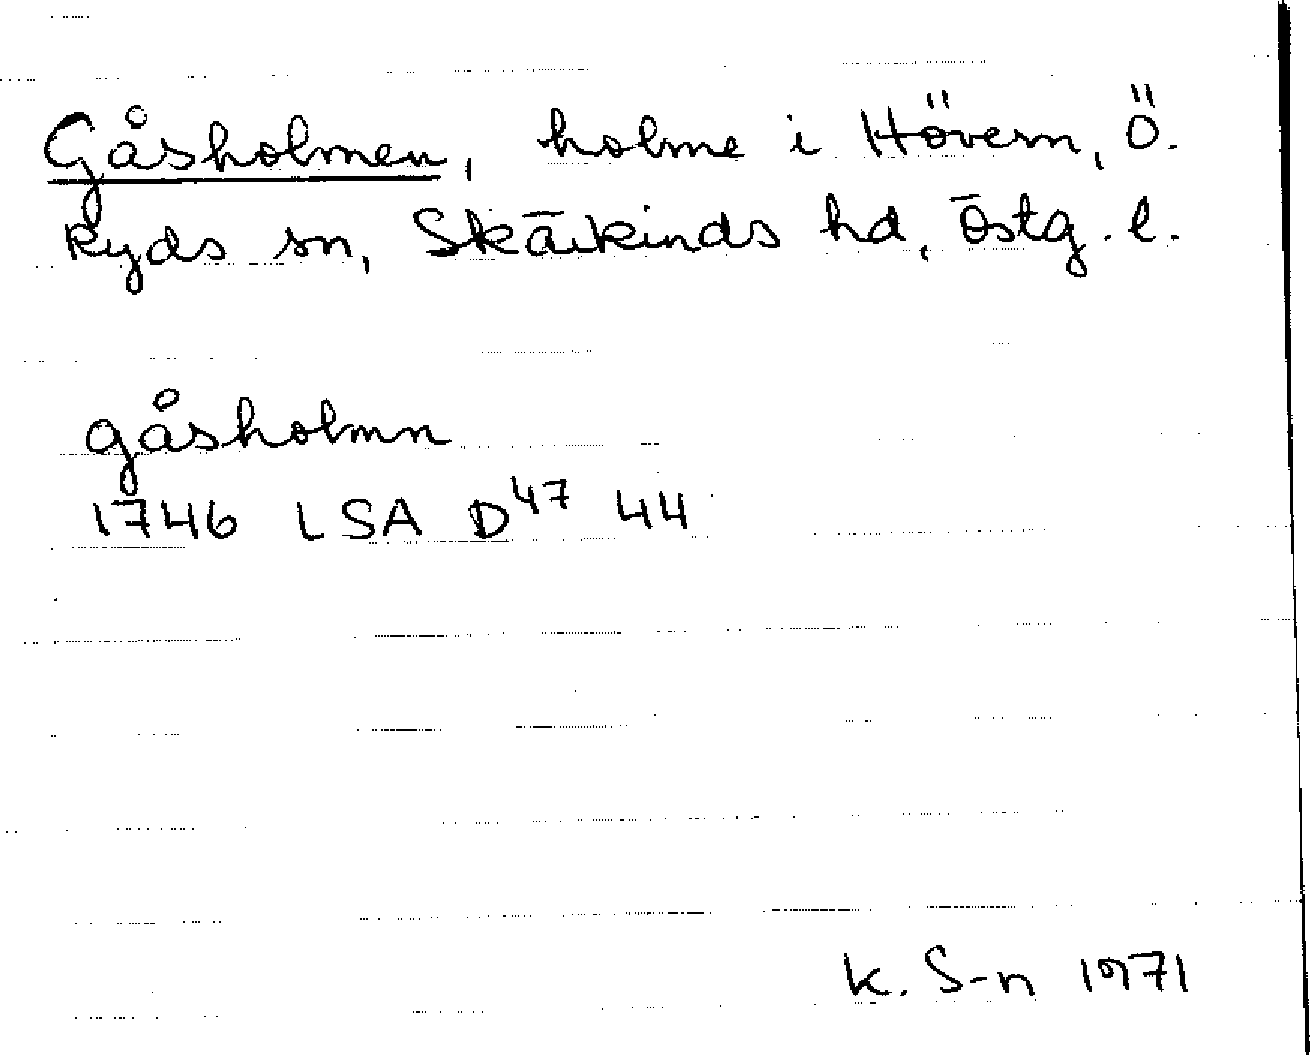 Gåsholmen, holme i Hövern, Ö.
Ryds sn, Skärkinds hd, Östg. l.
gåsholmn
1746 LSA D47 44
K. S-n 1971